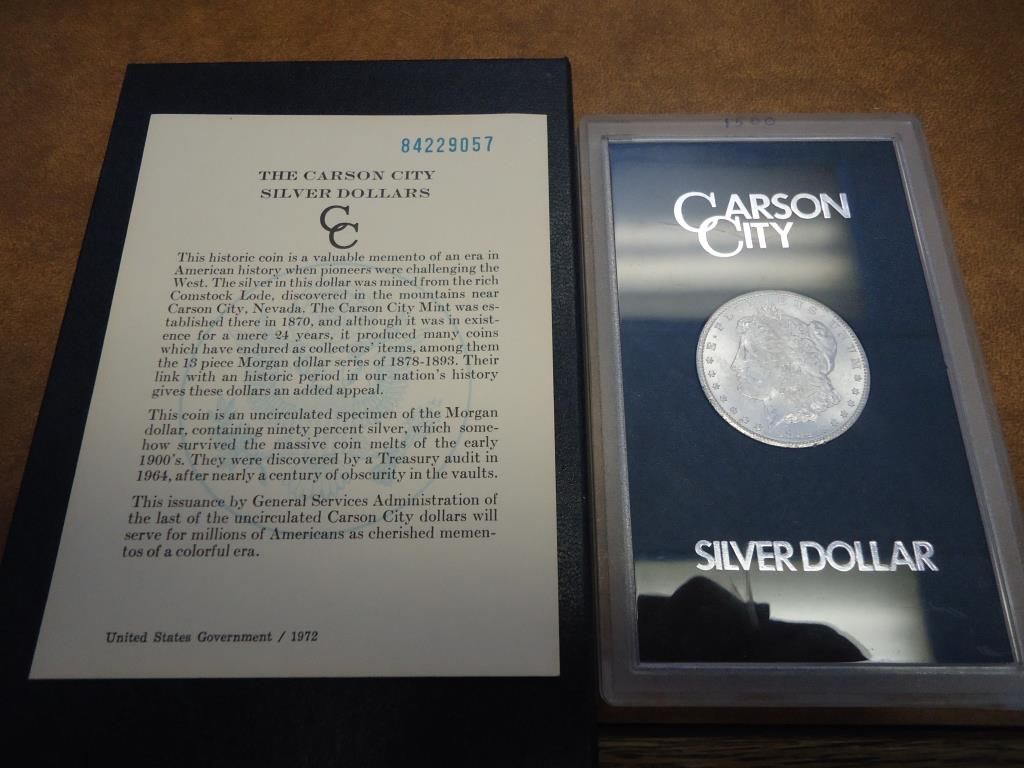 84229057
THE CARSON CITY
SILVER DOLLARS
CC
This historic coin is a valuable memento of an era in
American history when pioneers were challenging the
West. The silver in this dollar was mined from the rich
Comstock Lode, discovered in the mountains near
Carson City, Nevada. The Carson City Mint was es-
tablished there in 1870, and although it was in exist-
ence for a mere 24 years, it produced many coins
which have endured as collectors' items, among them
the 13 piece Morgan dollar series of 1878-1893. Their
link with an historic period in our nation's history
gives these dollars an added appeal.
This coin is an uncirculated specimen of the Morgan
dollar, containing ninety percent silver, which some-
how survived the massive coin melts of the early
1900's. They were discovered by a Treasury audit in
1964, after nearly a century of obscurity in the vaults.
This issuance by General Services Administration of
the last of the uncirculated Carson City dollars will
serve for millions of Americans as cherished memen-
tos of a colorful era.
United States Government / 1972
1500
CARSON
CITY
SILVER DOLLAR